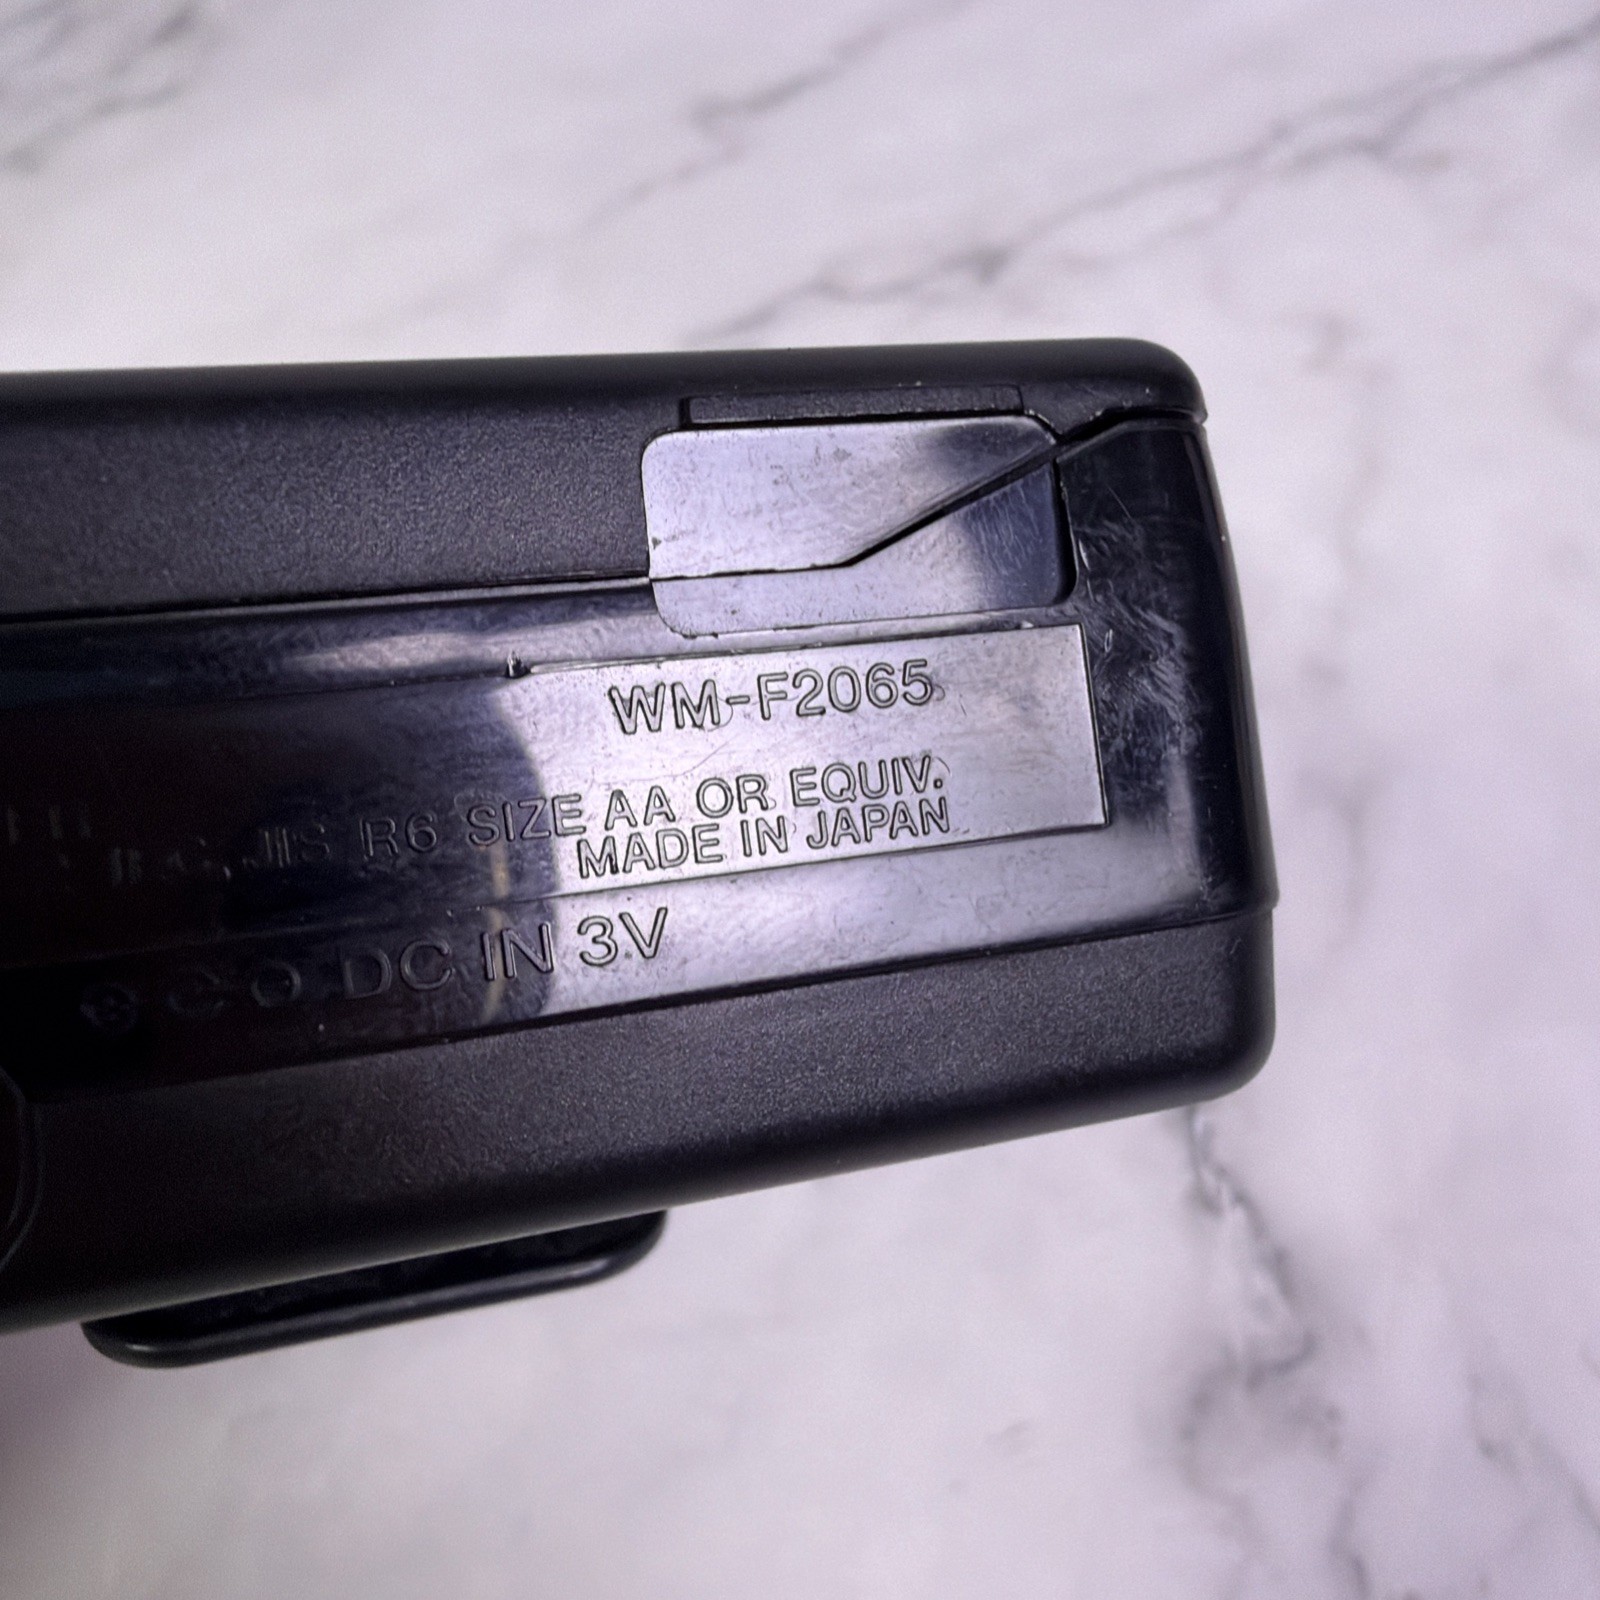 WM-F2065
JIS R6 SIZE AA OR EQUIV.
MADE IN JAPAN
DC IN 3V